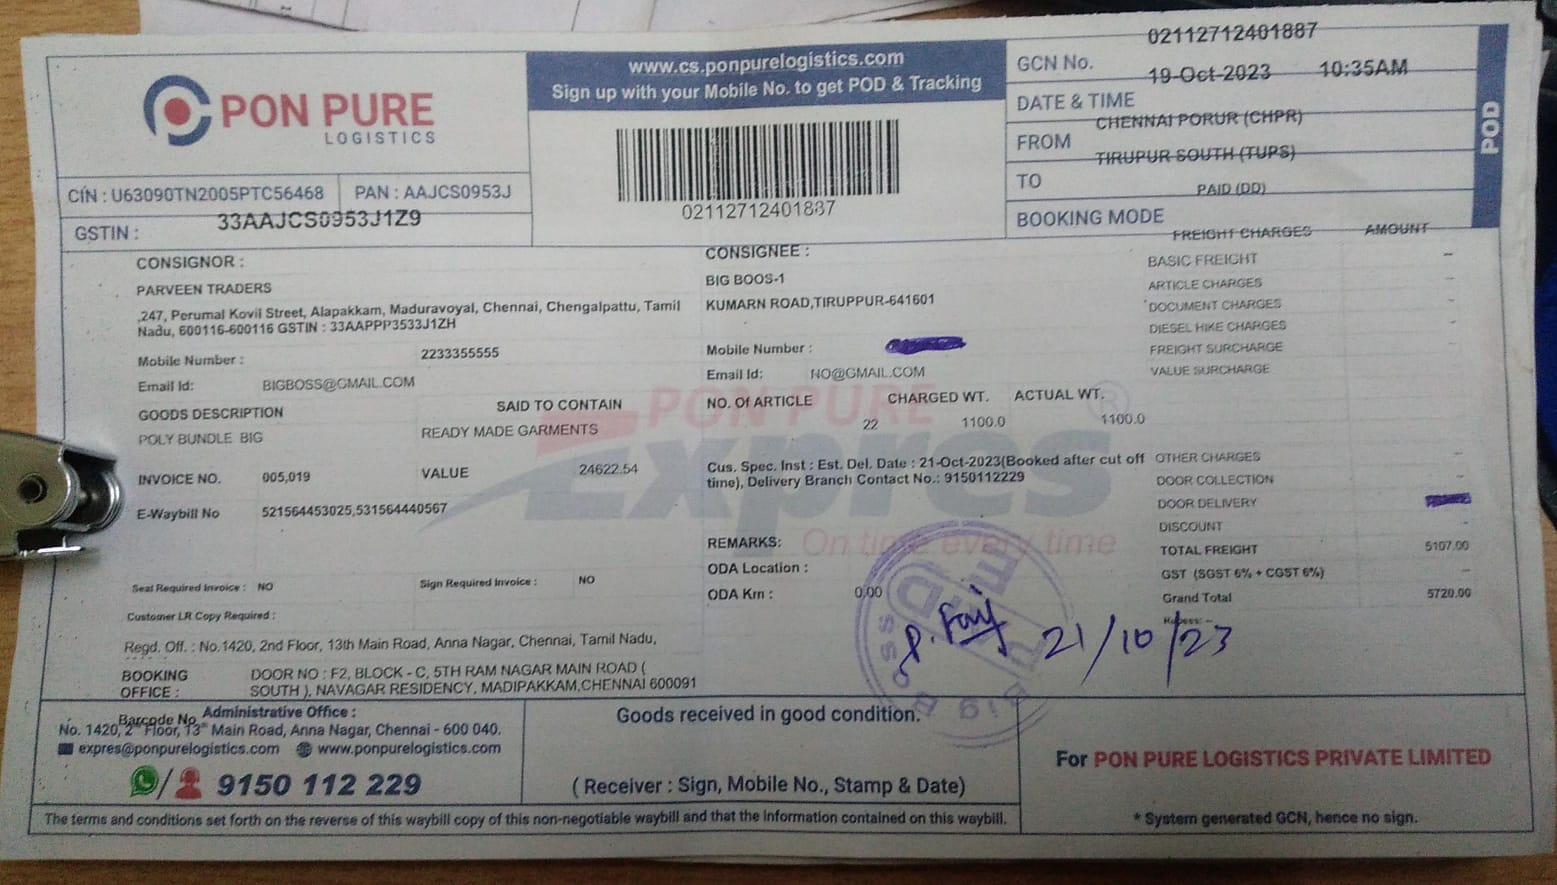 PON PURE
LOGISTICS
www.cs.ponpurelogistics.com
Sign up with your Mobile No. to get POD & Tracking
02112712401887
02112712401887
GCN No.
19-Oct-2023 10:35AM
DATE & TIME
CHENNAI PORUR (CHPR)
FROM
TIRUPUR SOUTH (TUPS)
TO
PAID (DD)
BOOKING MODE
POD
CIN : U63090TN2005PTC56468 PAN : AAJCS0953J
GSTIN : 33AAJCS0953J1Z9
CONSIGNOR :
PARVEEN TRADERS
,247, Perumal Kovil Street, Alapakkam, Maduravoyal, Chennai, Chengalpattu, Tamil
Nadu, 600116-600116 GSTIN : 33AAPPP3533J1ZH
Mobile Number : 2233355555
Email Id: BIGBOSS@GMAIL.COM
GOODS DESCRIPTION SAID TO CONTAIN
POLY BUNDLE BIG READY MADE GARMENTS
INVOICE NO. 005,019 VALUE 24622.54
E-Waybill No 521564453025,531564440567
Seal Required Invoice : NO Sign Required Invoice : NO
Customer LR Copy Required :
Regd. Off. : No.1420, 2nd Floor, 13th Main Road, Anna Nagar, Chennai, Tamil Nadu,
BOOKING OFFICE : DOOR NO : F2, BLOCK - C, 5TH RAM NAGAR MAIN ROAD (
SOUTH ), NAVAGAR RESIDENCY, MADIPAKKAM,CHENNAI 600091
CONSIGNEE :
BIG BOOS-1
KUMARN ROAD,TIRUPPUR-641601
Mobile Number :
Email Id: NO@GMAIL.COM
NO. Of ARTICLE CHARGED WT. ACTUAL WT.
22 1100.0 1100.0
Cus. Spec. Inst : Est. Del. Date : 21-Oct-2023(Booked after cut off
time), Delivery Branch Contact No.: 9150112229
REMARKS:
ODA Location :
ODA Km : 0.00
PON PURE
Expres
On time every time
FREIGHT CHARGES AMOUNT
BASIC FREIGHT -
ARTICLE CHARGES
DOCUMENT CHARGES
DIESEL HIKE CHARGES
FREIGHT SURCHARGE
VALUE SURCHARGE
OTHER CHARGES -
DOOR COLLECTION -
DOOR DELIVERY
DISCOUNT -
TOTAL FREIGHT 5107.00
GST (SGST 6% + CGST 6%) -
Grand Total 5720.00
21/10/23
Big Boss
Barcode No
Administrative Office :
No. 1420, 2nd Floor, 13th Main Road, Anna Nagar, Chennai - 600 040.
expres@ponpurelogistics.com www.ponpurelogistics.com
9150 112 229
Goods received in good condition.
( Receiver : Sign, Mobile No., Stamp & Date)
For PON PURE LOGISTICS PRIVATE LIMITED
* System generated GCN, hence no sign.
The terms and conditions set forth on the reverse of this waybill copy of this non-negotiable waybill and that the information contained on this waybill.